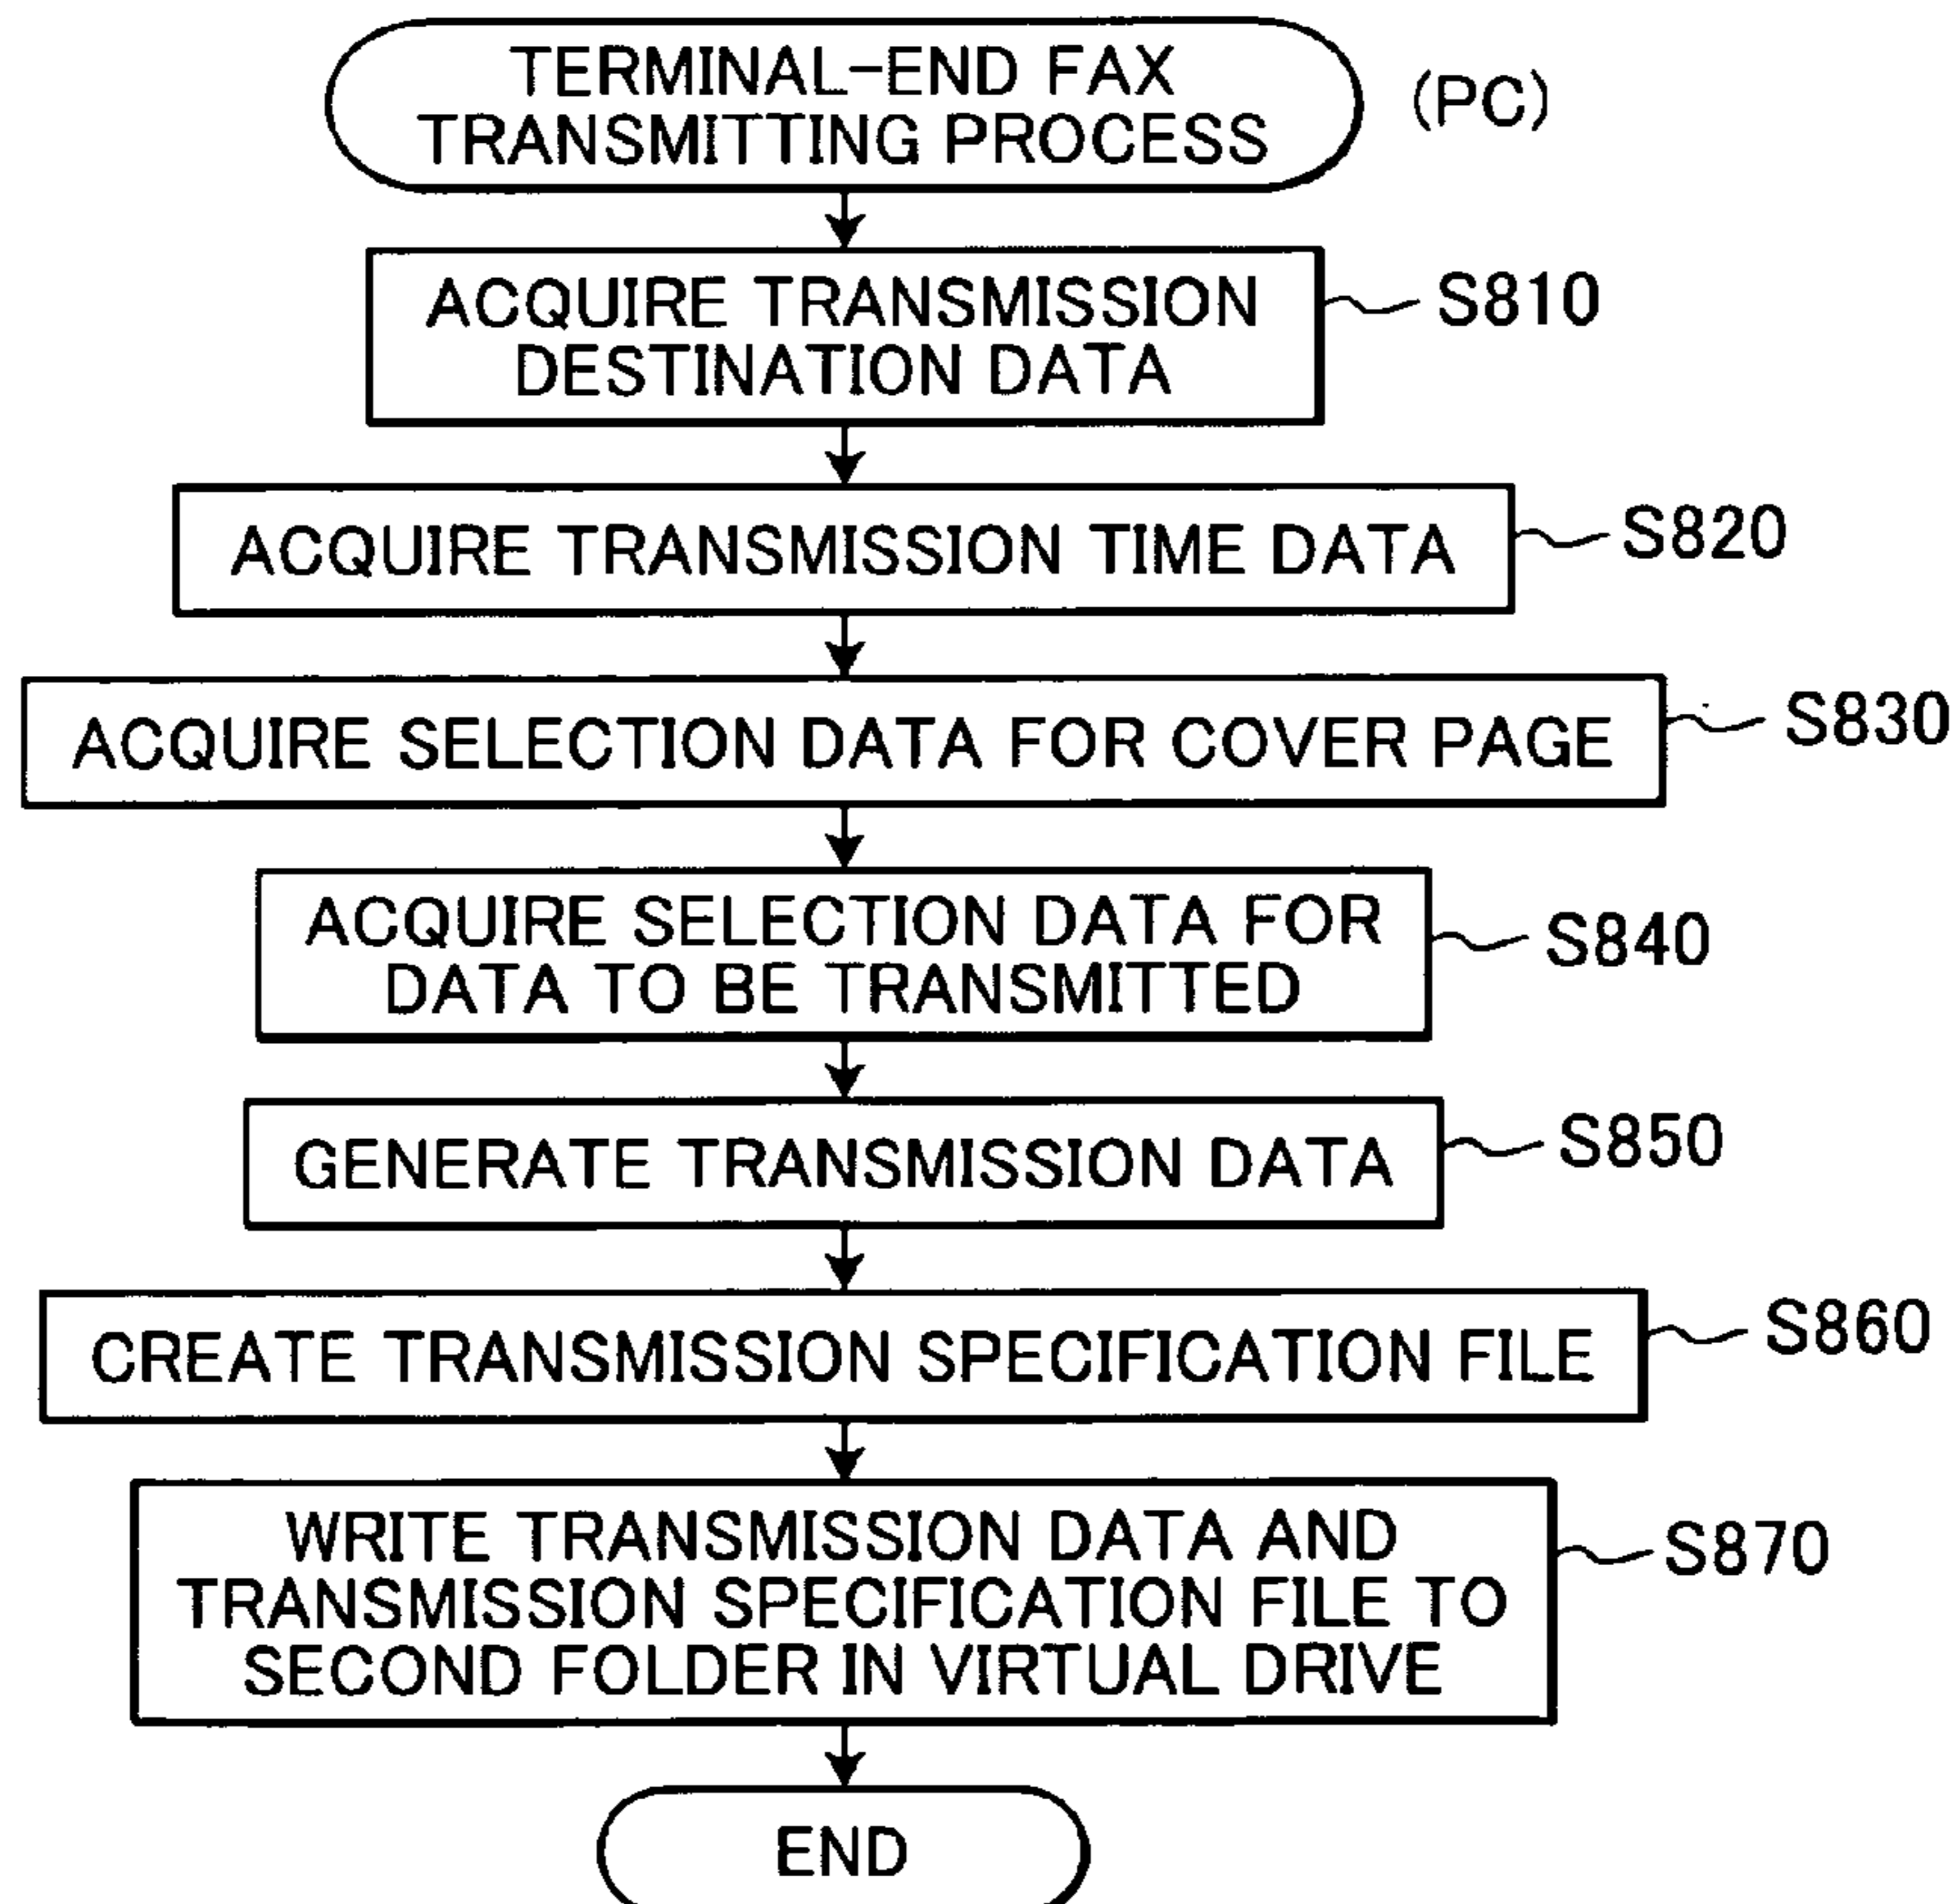 TERMINAL-END FAX
TRANSMITTING PROCESS
(PC)
ACQUIRE TRANSMISSION
DESTINATION DATA
S810
ACQUIRE TRANSMISSION TIME DATA
S820
ACQUIRE SELECTION DATA FOR COVER PAGE
S830
ACQUIRE SELECTION DATA FOR
DATA TO BE TRANSMITTED
S840
GENERATE TRANSMISSION DATA
S850
CREATE TRANSMISSION SPECIFICATION FILE
S860
WRITE TRANSMISSION DATA AND
TRANSMISSION SPECIFICATION FILE TO
SECOND FOLDER IN VIRTUAL DRIVE
S870
END